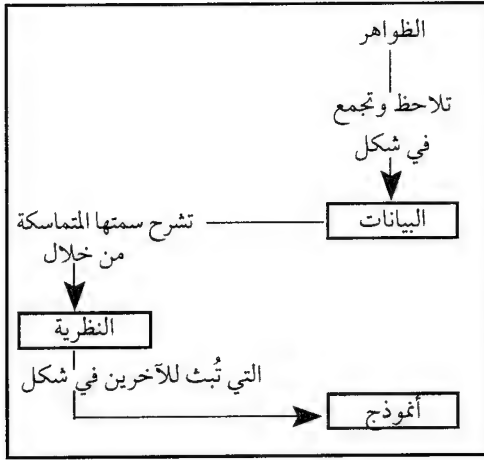 الظواهر
تلاحظ وتجمع
في شكل
البيانات
تشرح سمتها المتماسكة
من خلال
النظرية
التي تُبث للآخرين في شكل
أنموذج